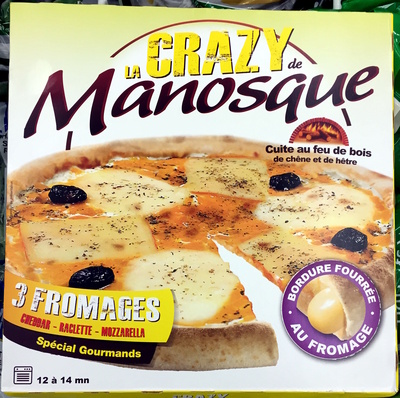 LA CRAZY de
Manosque
Cuite au feu de bois
de chêne et de hêtre
3 FROMAGES
CHEDDAR - RACLETTE - MOZZARELLA
Spécial Gourmands
BORDURE FOURRÉE
AU FROMAGE
12 à 14 mn
CRAZY